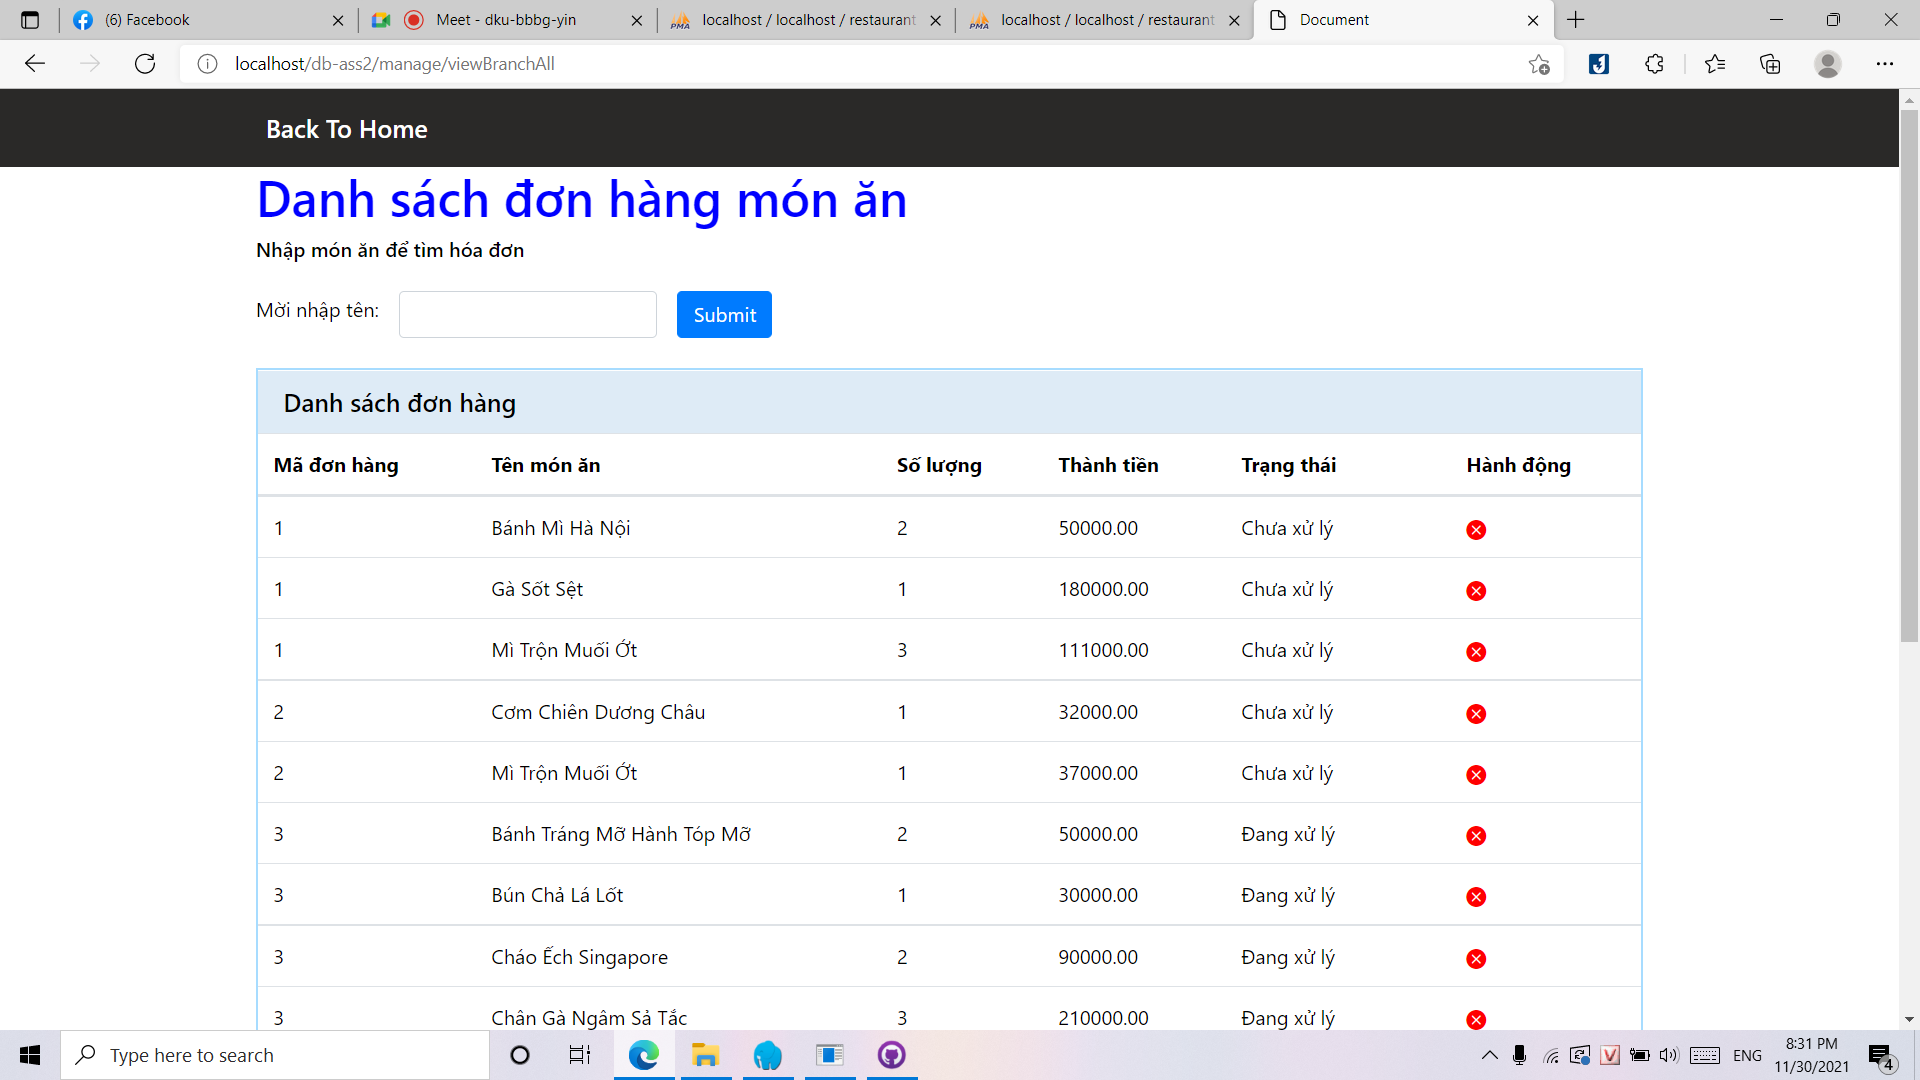 (6) Facebook
Meet - dku-bbbg-yin
localhost / localhost / restaurant
localhost / localhost / restaurant
Document
localhost/db-ass2/manage/viewBranchAll
Back To Home
Danh sách đơn hàng món ăn
Nhập món ăn để tìm hóa đơn
Mời nhập tên:
Submit
Danh sách đơn hàng
Mã đơn hàng Tên món ăn Số lượng Thành tiền Trạng thái Hành động
1 Bánh Mì Hà Nội 2 50000.00 Chưa xử lý
1 Gà Sốt Sệt 1 180000.00 Chưa xử lý
1 Mì Trộn Muối Ớt 3 111000.00 Chưa xử lý
2 Cơm Chiên Dương Châu 1 32000.00 Chưa xử lý
2 Mì Trộn Muối Ớt 1 37000.00 Chưa xử lý
3 Bánh Tráng Mỡ Hành Tóp Mỡ 2 50000.00 Đang xử lý
3 Bún Chả Lá Lốt 1 30000.00 Đang xử lý
3 Cháo Ếch Singapore 2 90000.00 Đang xử lý
3 Chân Gà Ngâm Sả Tắc 3 210000.00 Đang xử lý
Type here to search
ENG
8:31 PM
11/30/2021
4